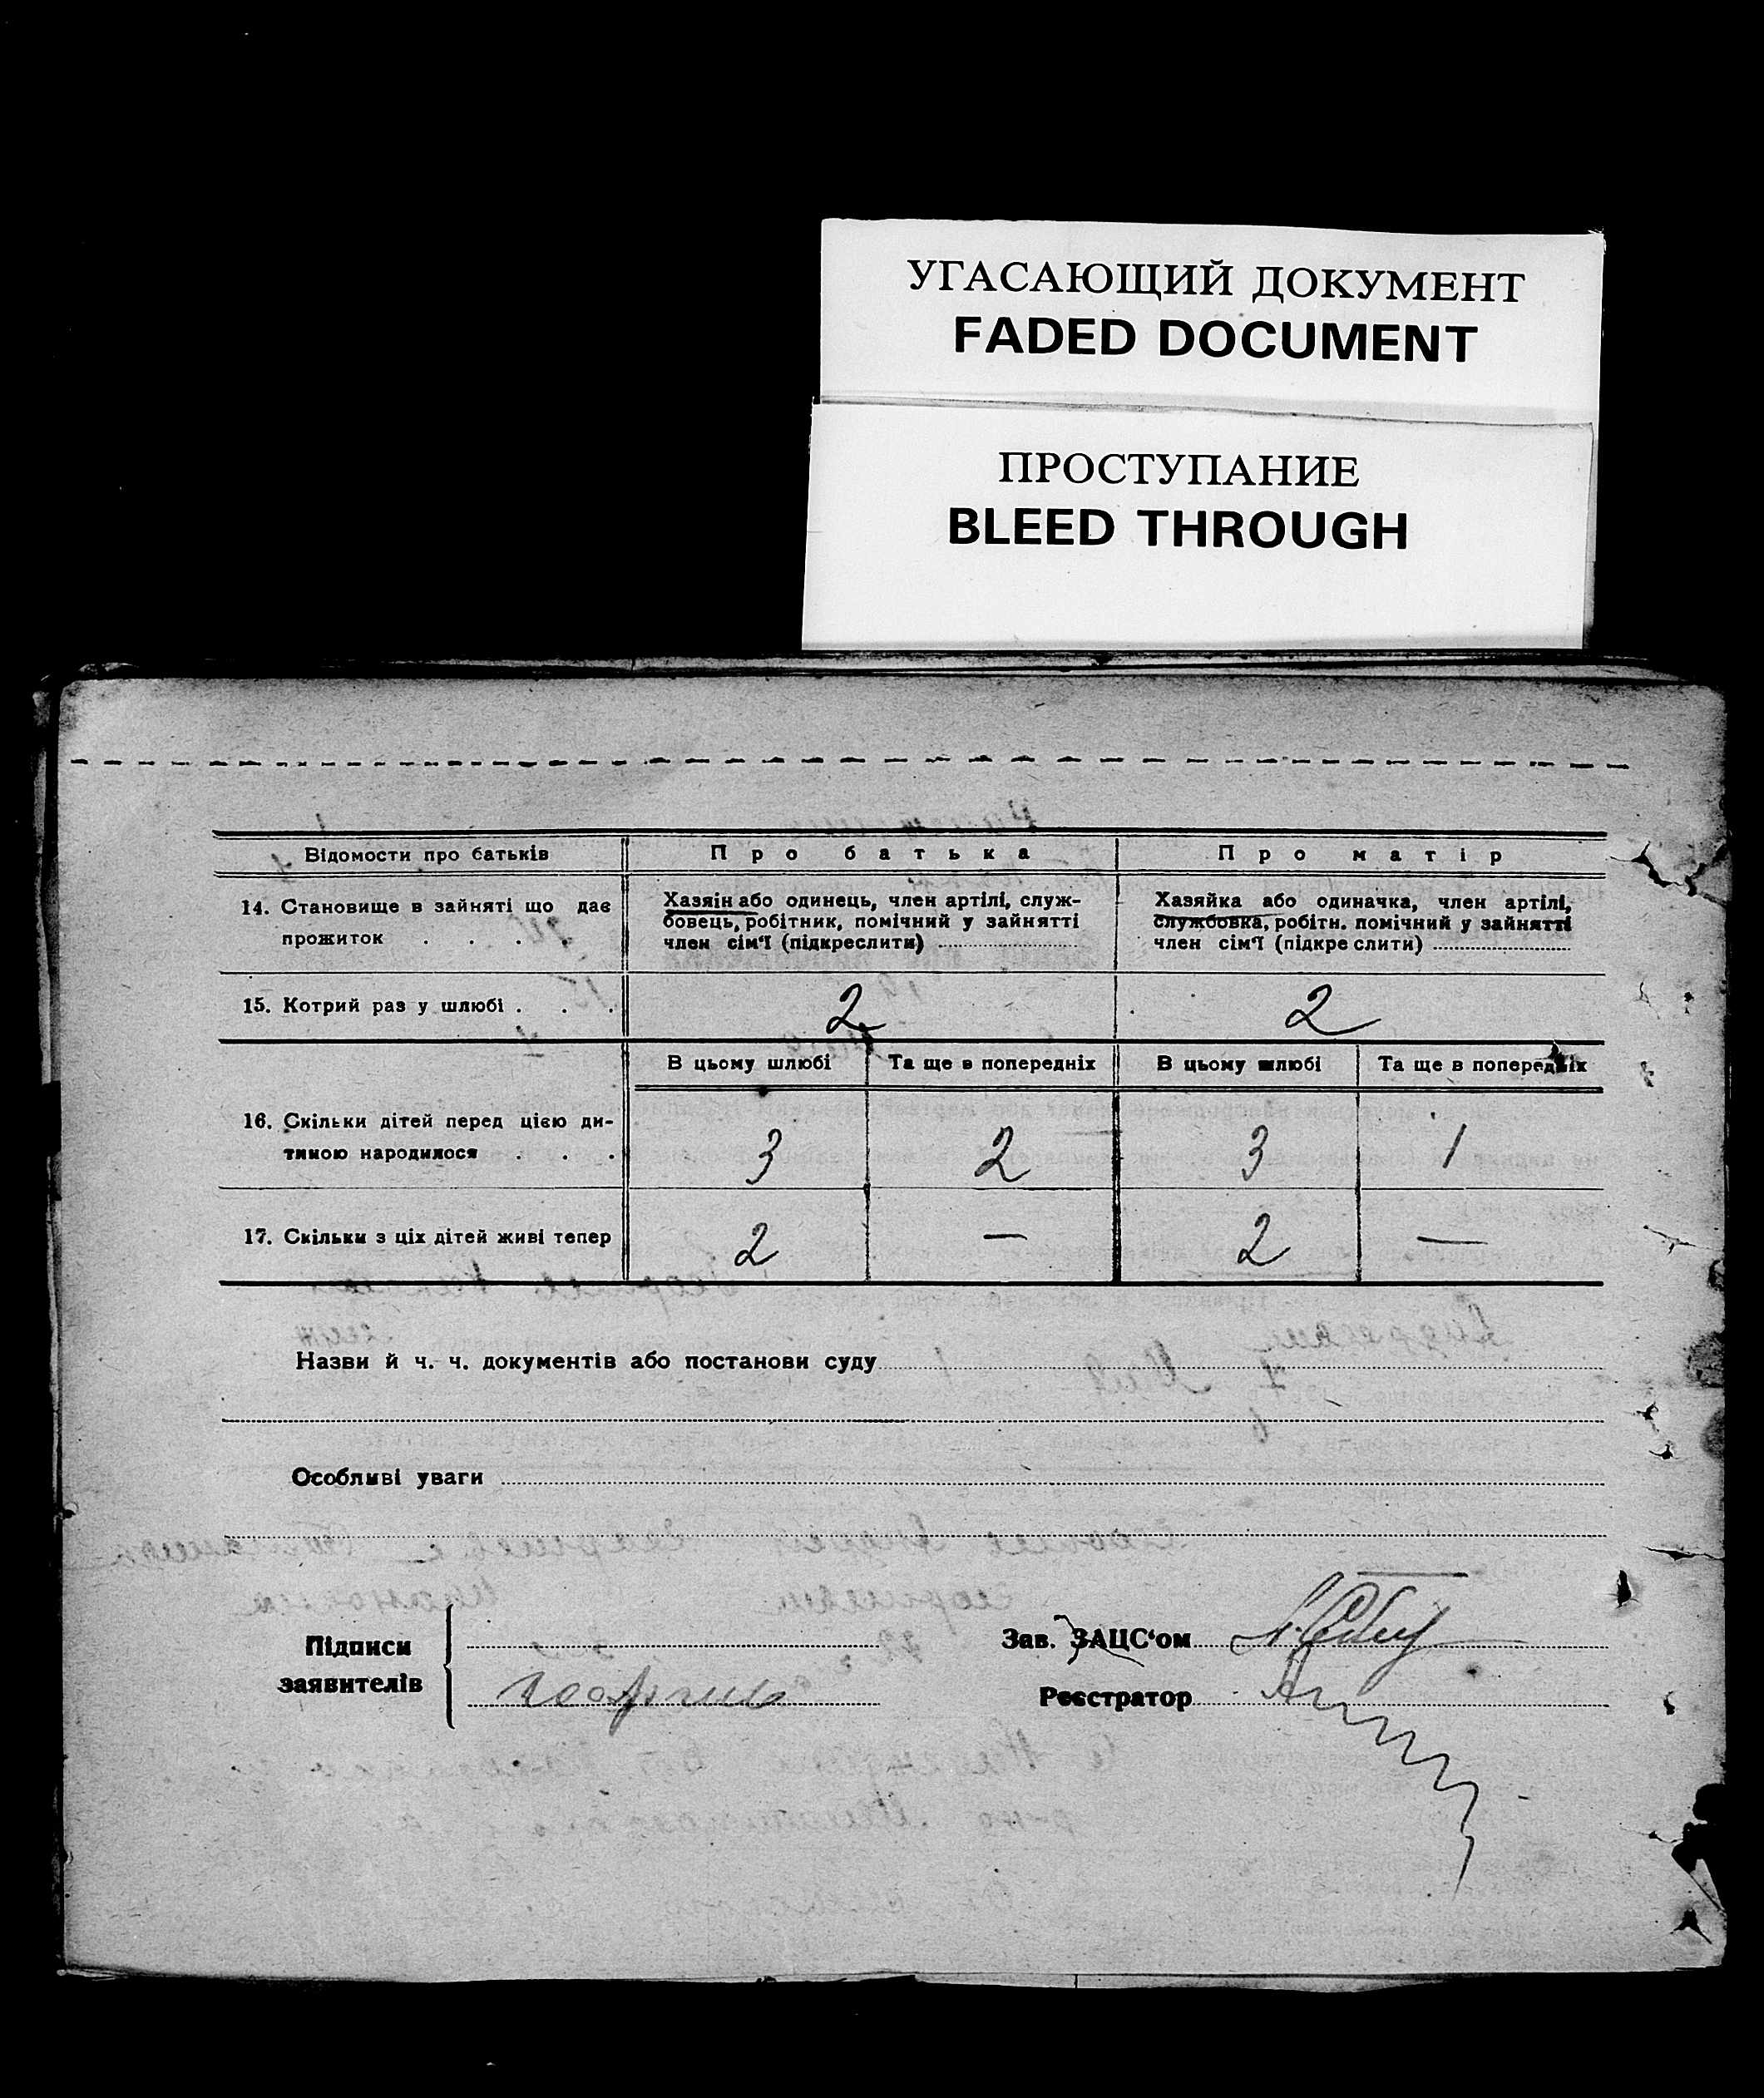 УГАСАЮЩИЙ ДОКУМЕНТ
FADED DOCUMENT
ПРОСТУПАНИЕ
BLEED THROUGH
Відомости про батьків
Про батька
Про матір
14. Становище в зайняті що дає
прожиток . . . .
Хазяін або одинець, член артілі, служ-
бовець, робітник, помічний у зайнятті
член сім'ї (підкреслити)
Хазяйка або одиначка, член артілі,
службовка, робітн. помічний у зайнятті
член сім'ї (підкреслити)
15. Котрий раз у шлюбі . . .
2
2
В цьому шлюбі
Та ще в попередніх
В цьому шлюбі
Та ще в попередніх
16. Скільки дітей перед цією ди-
тиною народилося . . .
3
2
3
1
17. Скільки з ціх дітей живі тепер
2
—
2
—
Назви й ч. ч. документів або постанови суду
Особливі уваги
Підписи
заявителів
Зав. ЗАЦС‘ом
Реєстратор